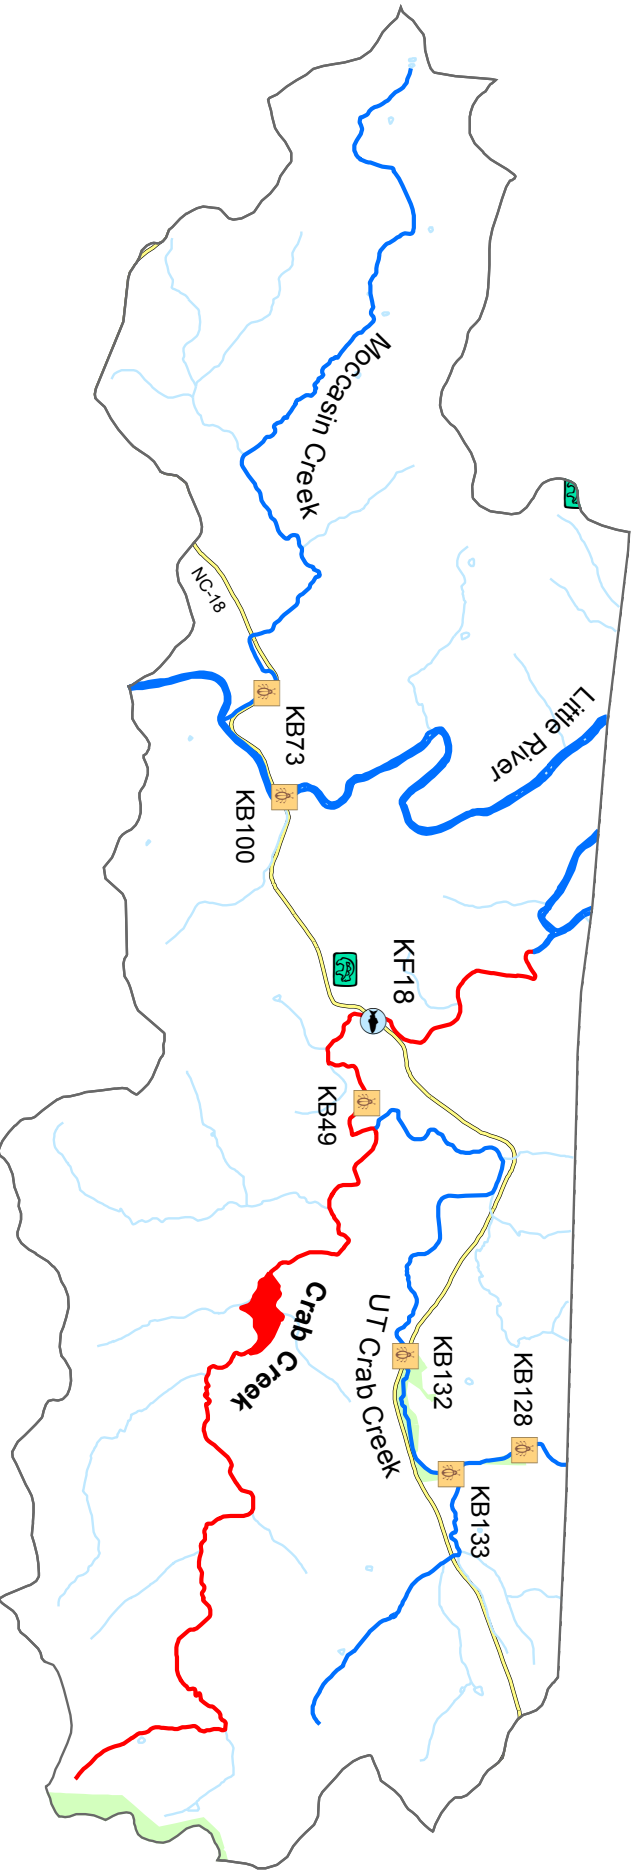 Moccasin Creek
NC-18
Little River
KB73
KB100
KF18
KB49
Crab Creek
UT Crab Creek
KB132
KB128
KB133